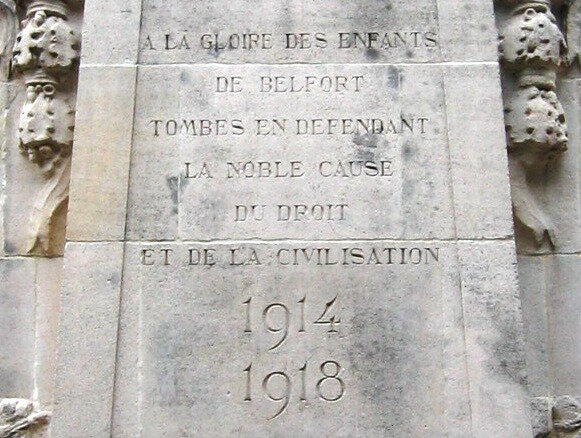 A LA GLOIRE DES ENFANTS
DE BELFORT
TOMBES EN DEFENDANT
LA NOBLE CAUSE
DU DROIT
ET DE LA CIVILISATION
1914
1918